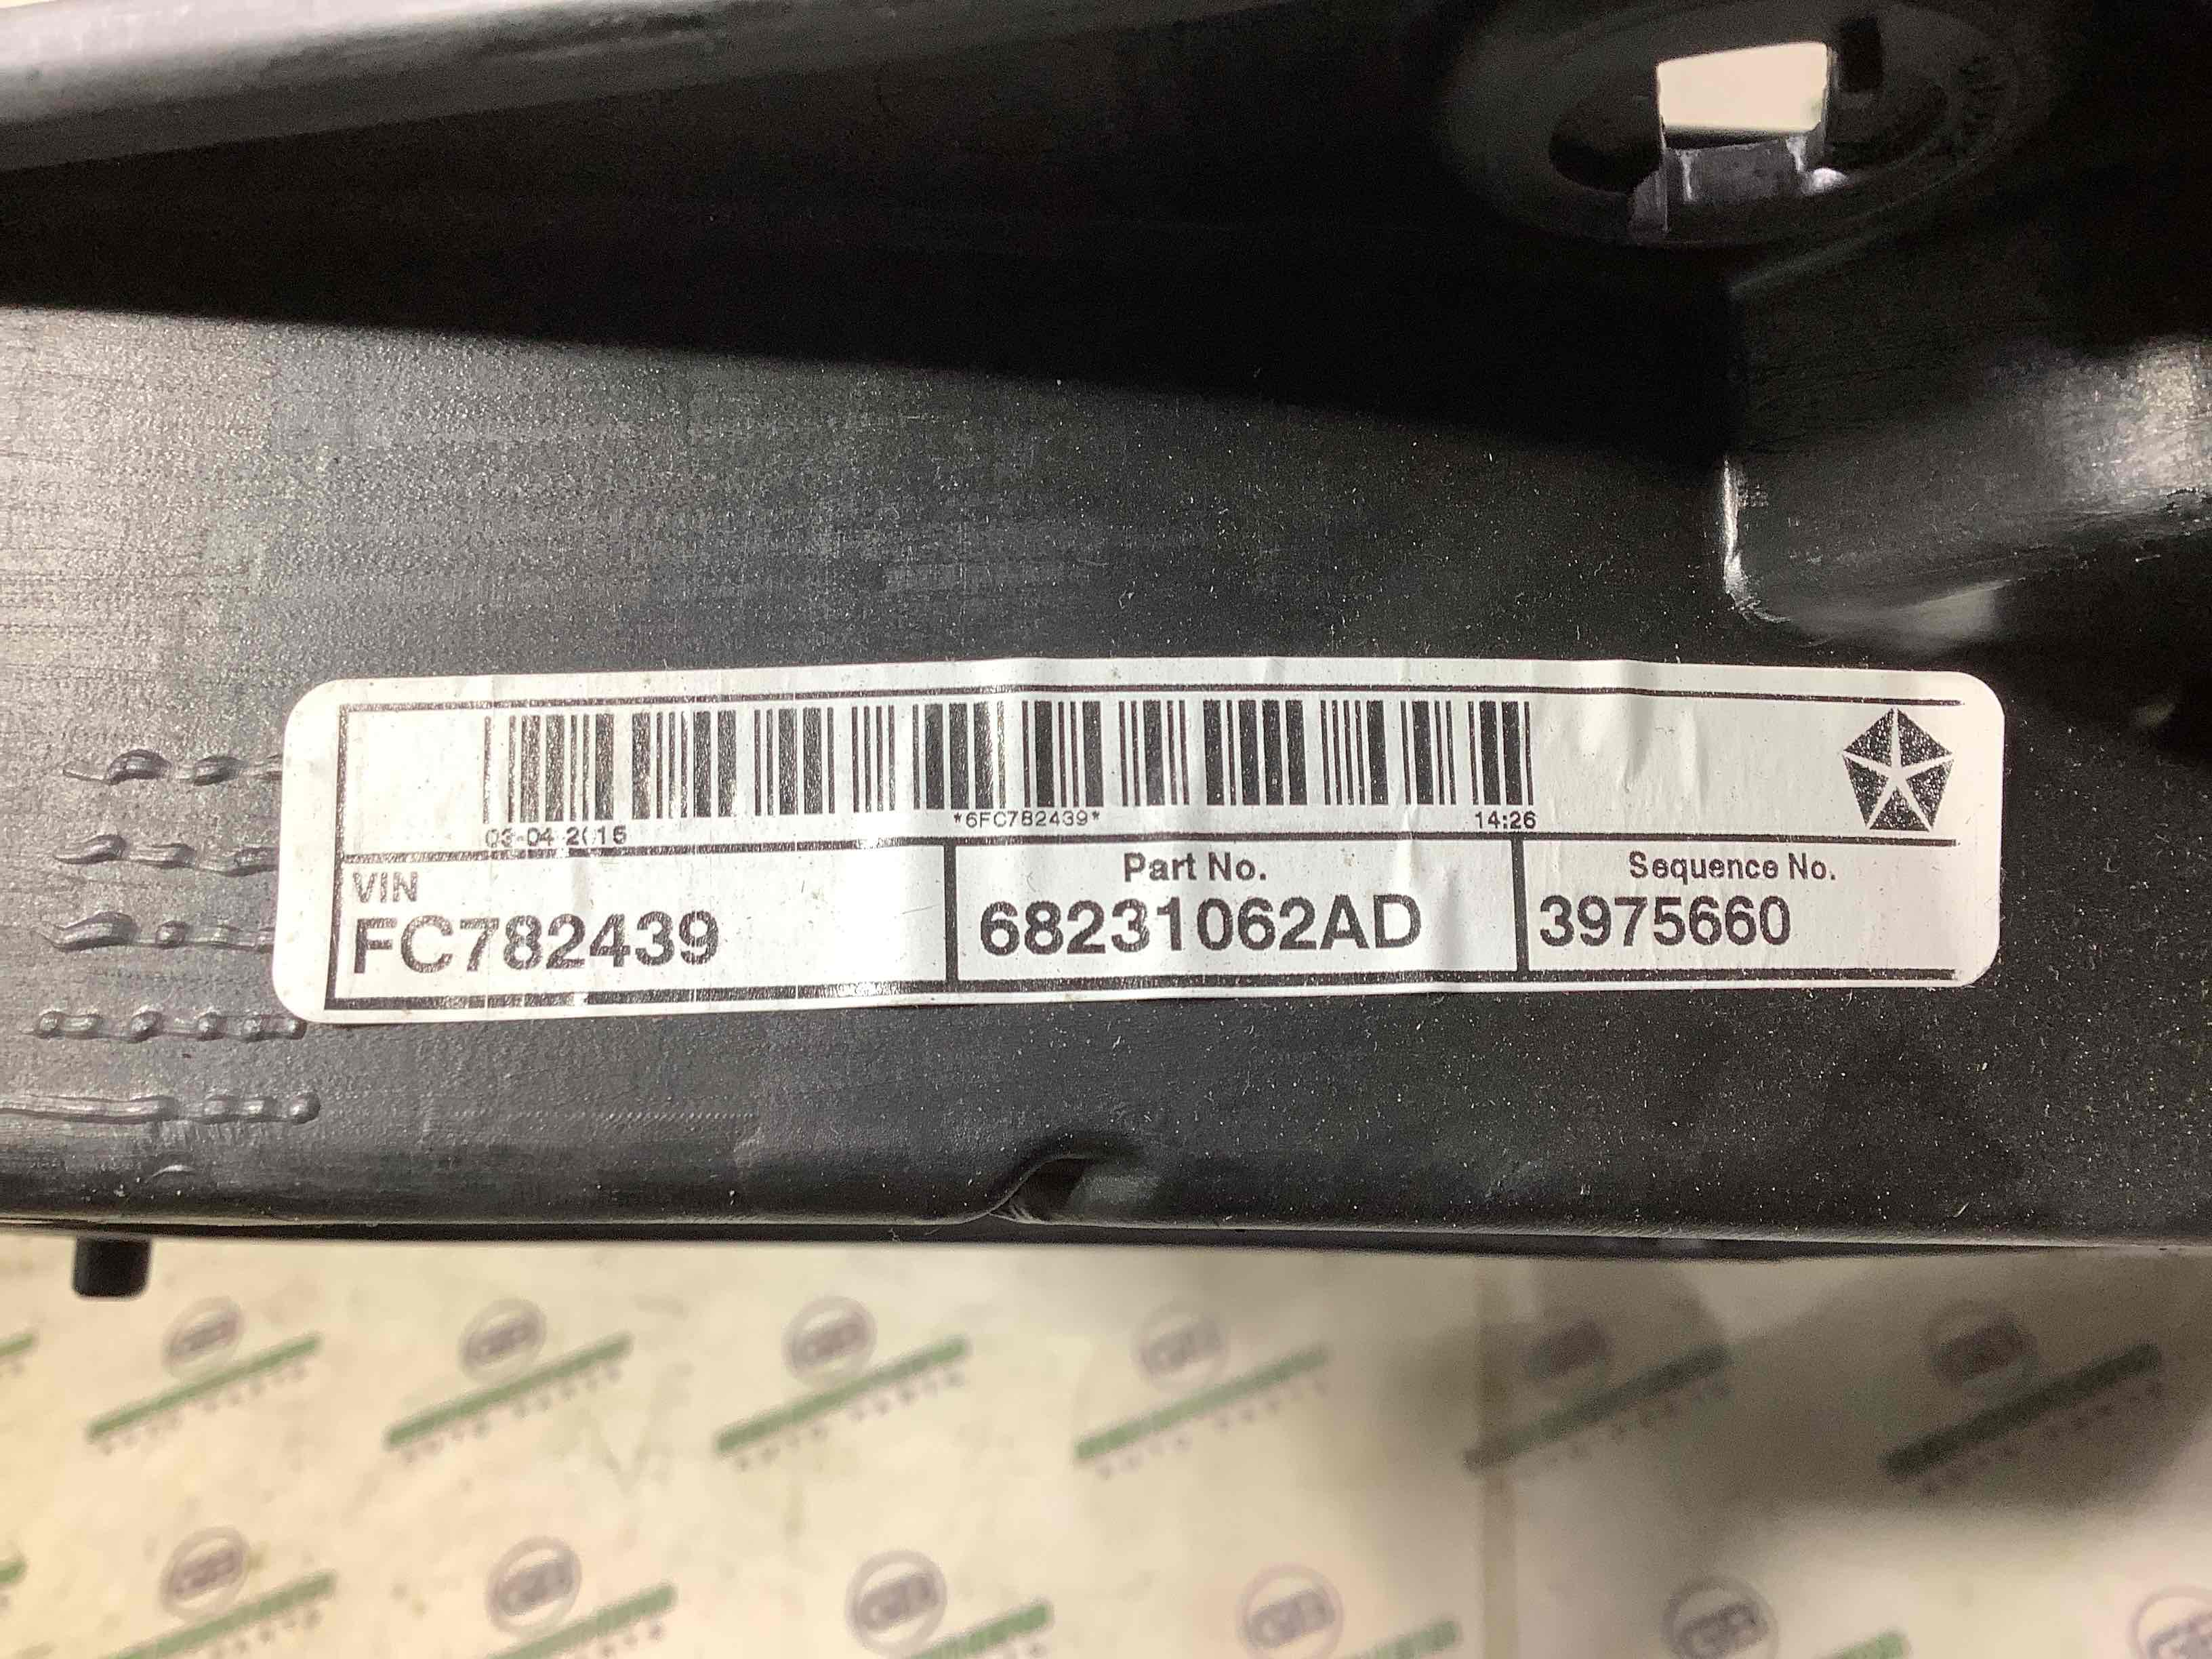 03-04 2015 *6FC782439* 14:26
VIN Part No. Sequence No.
FC782439 68231062AD 3975660